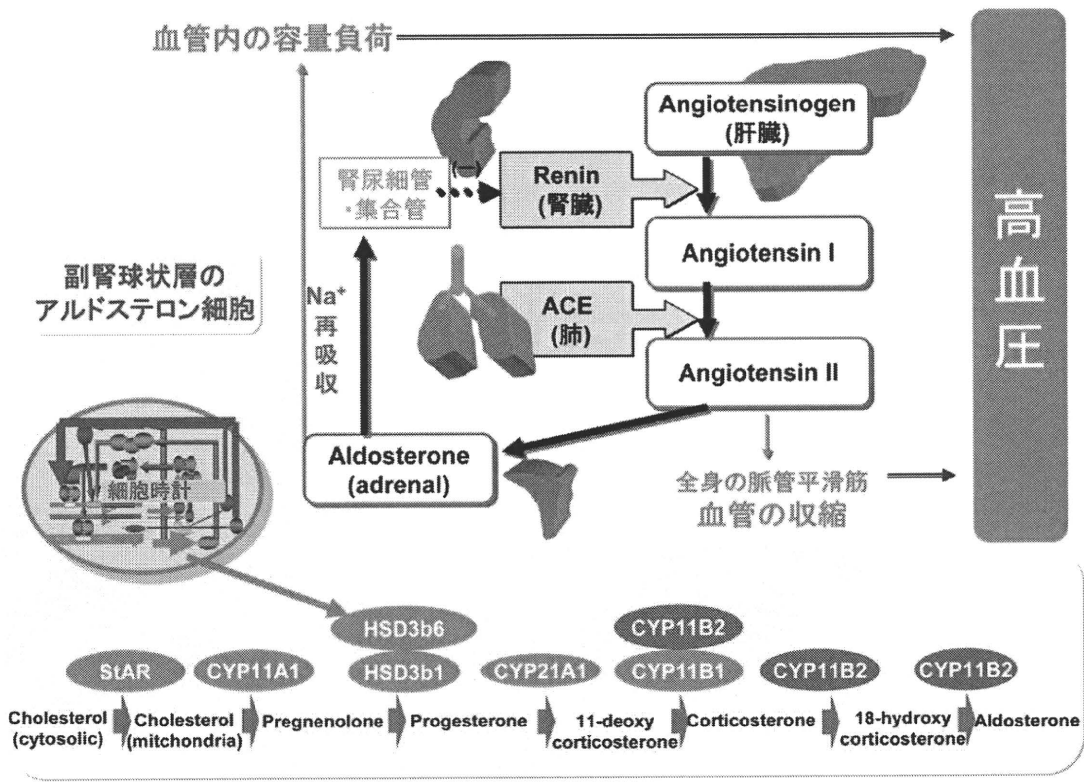 血管内の容量負荷
Angiotensinogen
(肝臓)
(−)
腎尿細管
・集合管
Renin
(腎臓)
Angiotensin I
副腎球状層の
アルドステロン細胞
Na⁺
再
吸
収
ACE
(肺)
Angiotensin II
高血圧
細胞時計
Aldosterone
(adrenal)
全身の脈管平滑筋
血管の収縮
HSD3b6
CYP11B2
StAR
CYP11A1
HSD3b1
CYP21A1
CYP11B1
CYP11B2
CYP11B2
Cholesterol
(cytosolic)
Cholesterol
(mitchondria)
Pregnenolone
Progesterone
11-deoxy
corticosterone
Corticosterone
18-hydroxy
corticosterone
Aldosterone